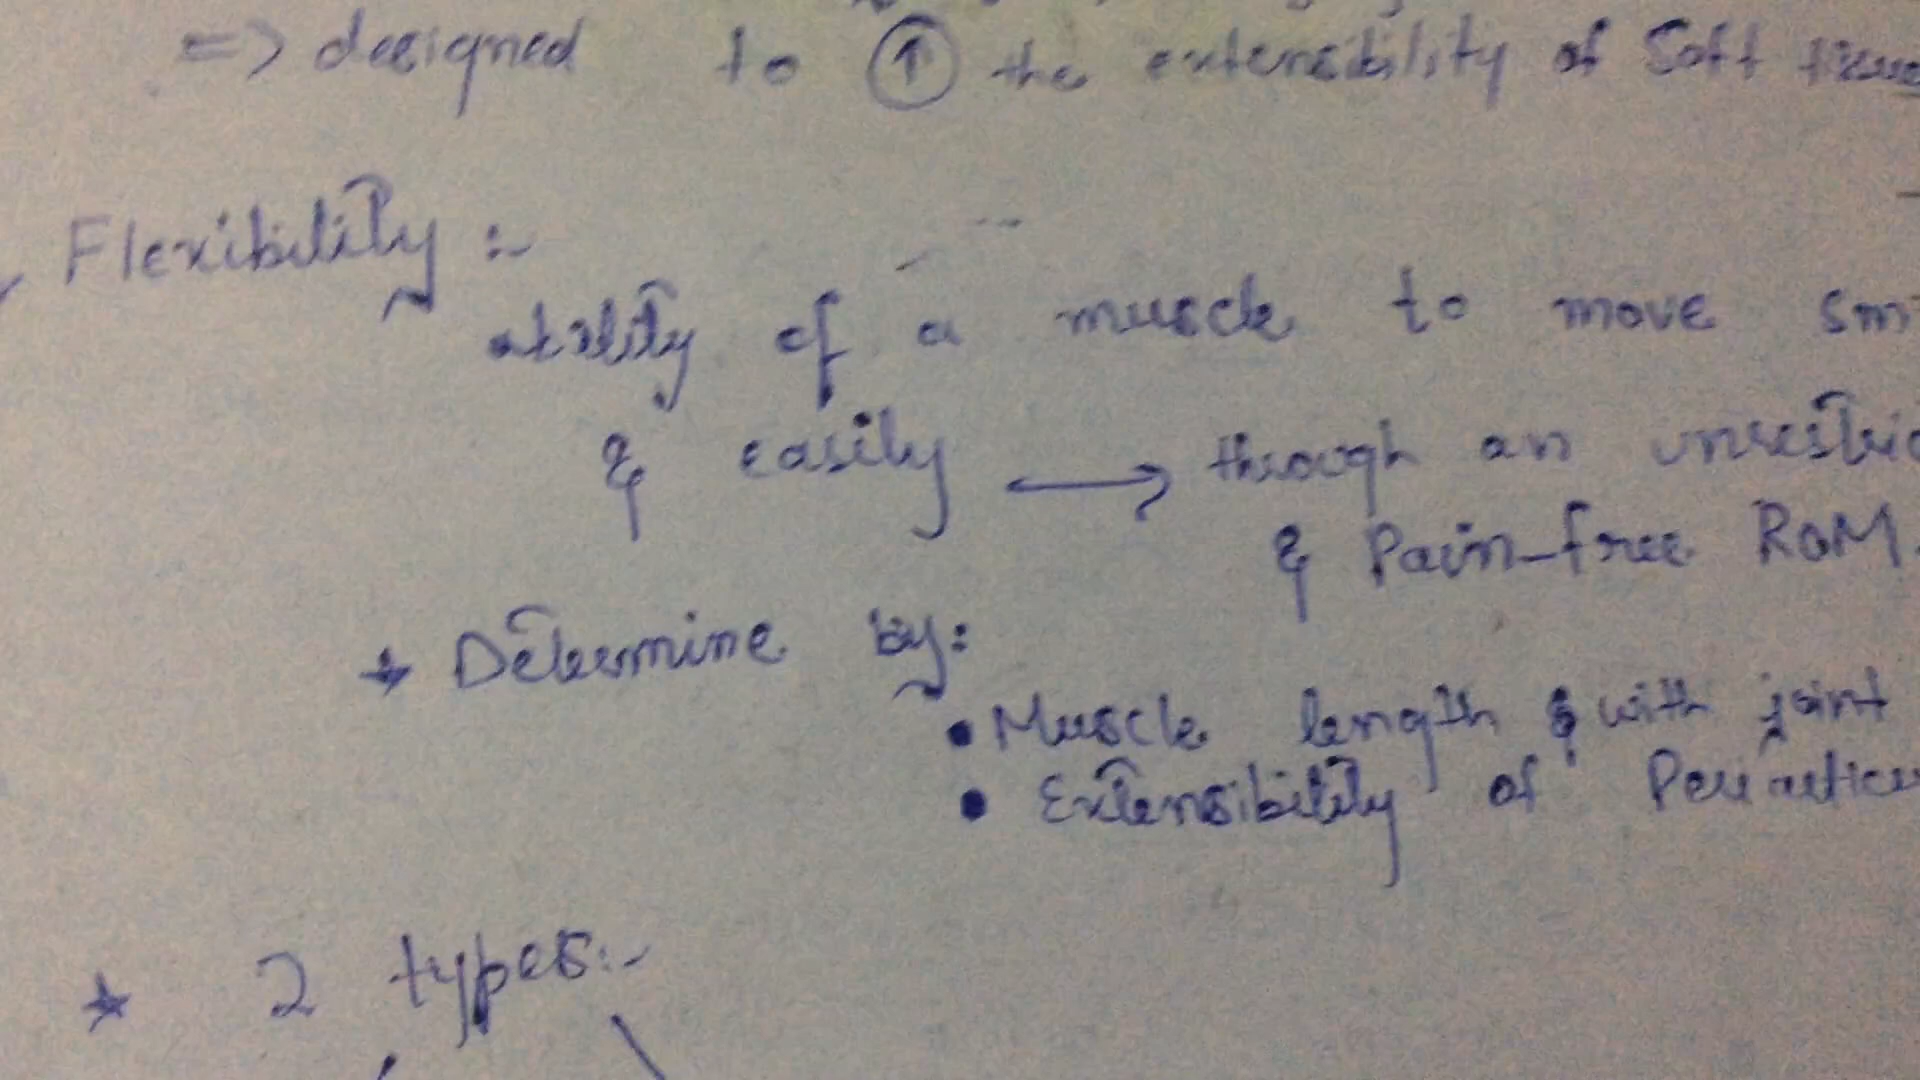 => designed to ↑ the extensibility of Soft tissue
Flexibility :-
ability of a muscle to move
& easily → through an
& Pain-free ROM.
* Determine by:
• Muscle length & with joint
• Extensibility of
* 2 types:-